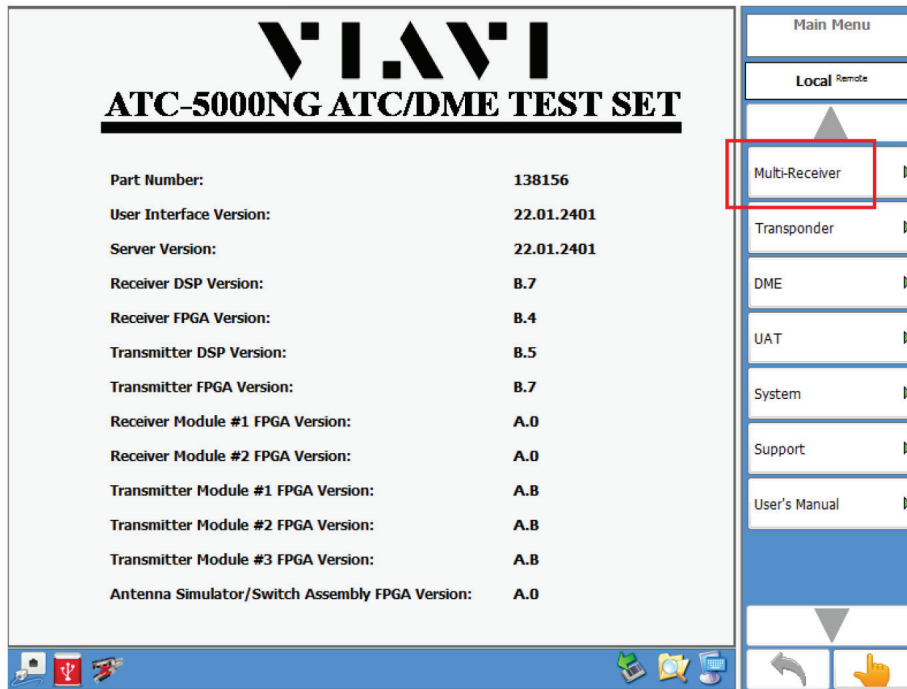 VIAVI
ATC-5000NG ATC/DME TEST SET
Part Number: 138156
User Interface Version: 22.01.2401
Server Version: 22.01.2401
Receiver DSP Version: B.7
Receiver FPGA Version: B.4
Transmitter DSP Version: B.5
Transmitter FPGA Version: B.7
Receiver Module #1 FPGA Version: A.0
Receiver Module #2 FPGA Version: A.0
Transmitter Module #1 FPGA Version: A.B
Transmitter Module #2 FPGA Version: A.B
Transmitter Module #3 FPGA Version: A.B
Antenna Simulator/Switch Assembly FPGA Version: A.0
Main Menu
Local Remote
Multi-Receiver
Transponder
DME
UAT
System
Support
User's Manual